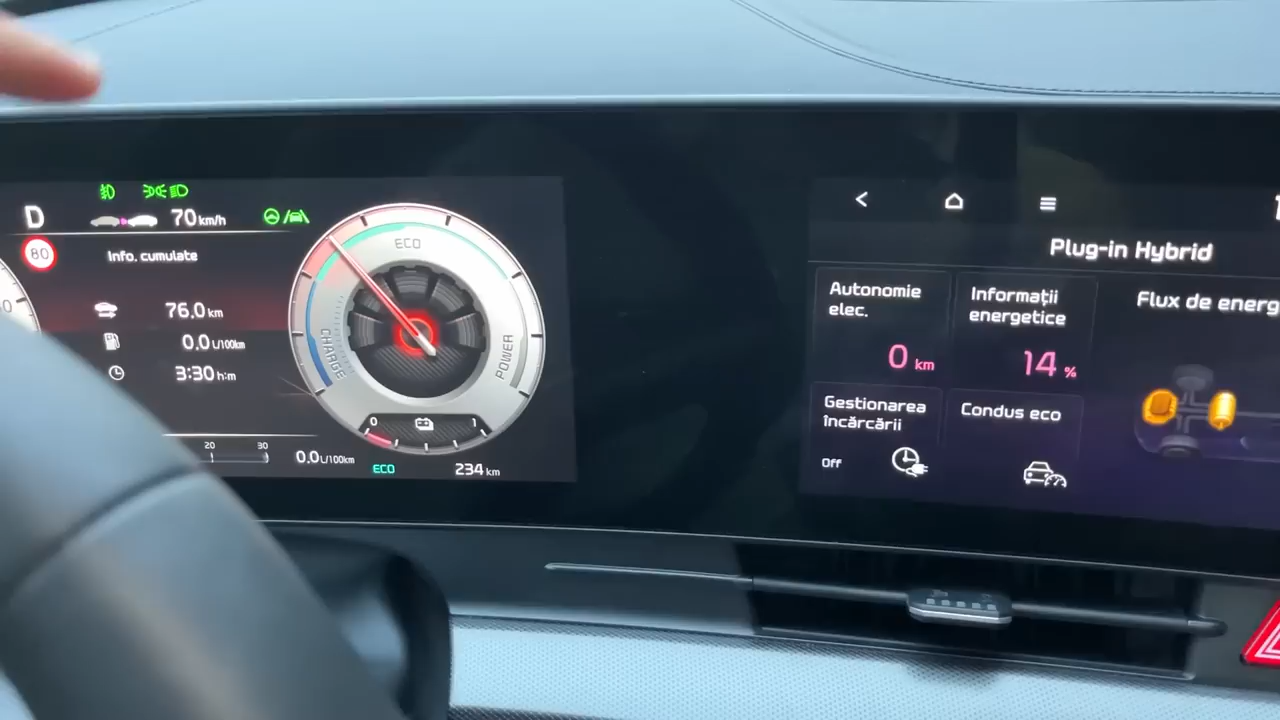 D
70 km/h
80
Info. cumulate
76,0 km
0,0 L/100km
3:30 h:m
20 30
0,0 L/100km
ECO
CHARGE
POWER
0 1
ECO
234 km
Plug-in Hybrid
Autonomie
elec.
0 km
Informații
energetice
14 %
Flux de energ
Gestionarea
încărcării
Off
Condus eco